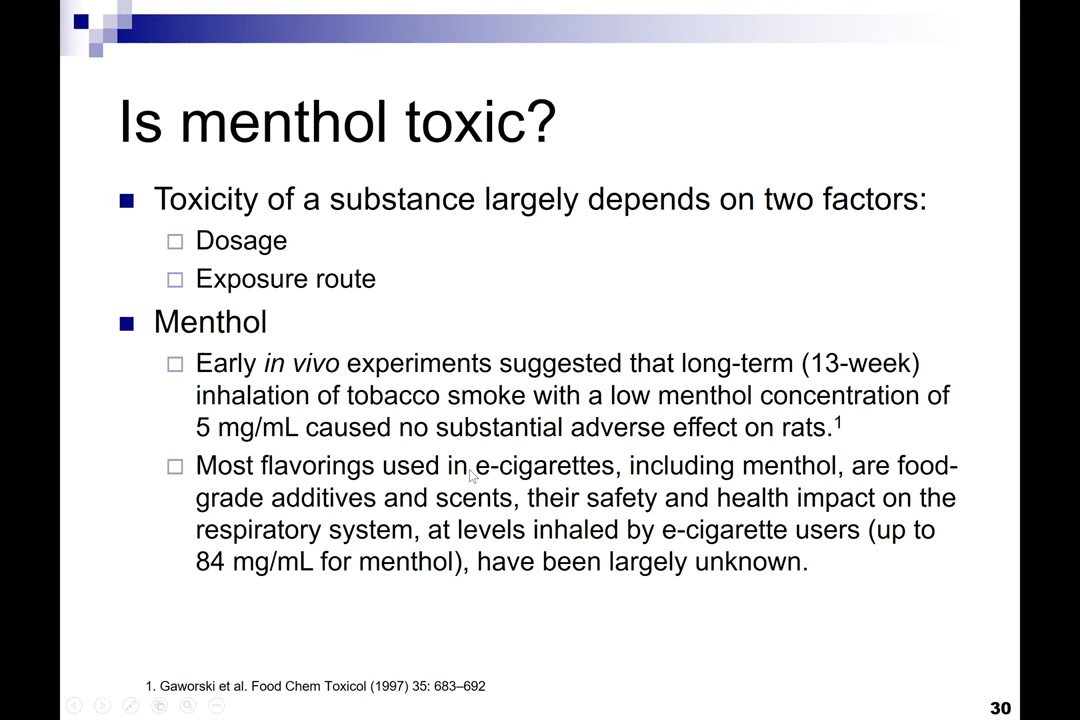 Is menthol toxic?
Toxicity of a substance largely depends on two factors:
Dosage
Exposure route
Menthol
Early in vivo experiments suggested that long-term (13-week)
inhalation of tobacco smoke with a low menthol concentration of
5 mg/mL caused no substantial adverse effect on rats.1
Most flavorings used in e-cigarettes, including menthol, are food-
grade additives and scents, their safety and health impact on the
respiratory system, at levels inhaled by e-cigarette users (up to
84 mg/mL for menthol), have been largely unknown.
1. Gaworski et al. Food Chem Toxicol (1997) 35: 683–692
30